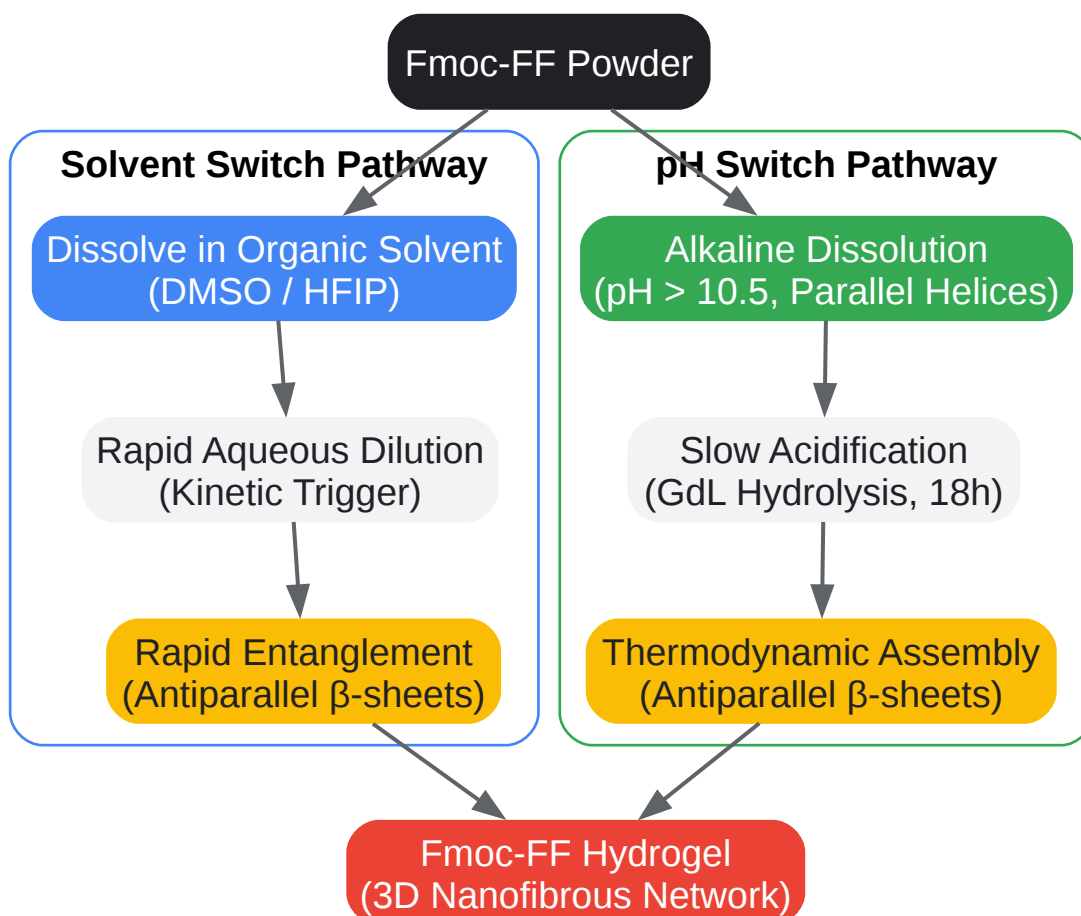 Fmoc-FF Powder
Solvent Switch Pathway
Dissolve in Organic Solvent
(DMSO / HFIP)
Rapid Aqueous Dilution
(Kinetic Trigger)
Rapid Entanglement
(Antiparallel β-sheets)
pH Switch Pathway
Alkaline Dissolution
(pH > 10.5, Parallel Helices)
Slow Acidification
(GdL Hydrolysis, 18h)
Thermodynamic Assembly
(Antiparallel β-sheets)
Fmoc-FF Hydrogel
(3D Nanofibrous Network)